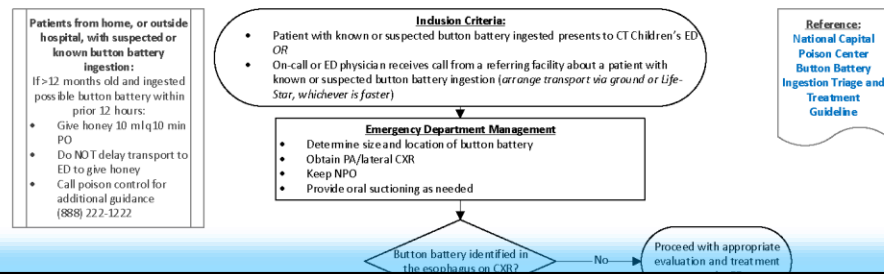 Patients from home, or outside
hospital, with suspected or
known button battery
ingestion:
If >12 months old and ingested
possible button battery within
prior 12 hours:
• Give honey 10 ml q10 min
PO
• Do NOT delay transport to
ED to give honey
• Call poison control for
additional guidance
(888) 222-1222
Inclusion Criteria:
• Patient with known or suspected button battery ingested presents to CT Children's ED
OR
• On-call or ED physician receives call from a referring facility about a patient with
known or suspected button battery ingestion (arrange transport via ground or Life-
Star, whichever is faster)
Reference:
National Capital
Poison Center
Button Battery
Ingestion Triage and
Treatment
Guideline
Emergency Department Management
• Determine size and location of button battery
• Obtain PA/lateral CXR
• Keep NPO
• Provide oral suctioning as needed
Button battery identified in
the esophagus on CXR?
No
Proceed with appropriate
evaluation and treatment